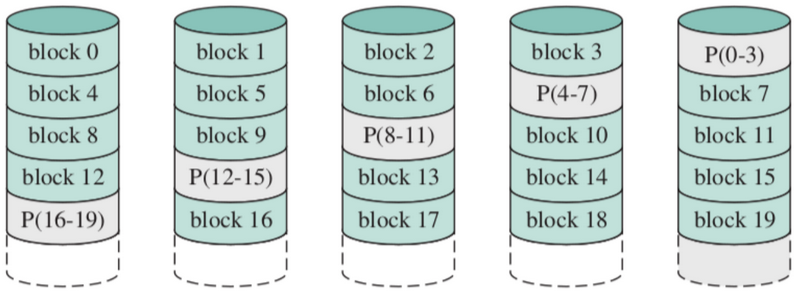 block 0 block 1 block 2 block 3 P(0-3)
block 4 block 5 block 6 P(4-7) block 7
block 8 block 9 P(8-11) block 10 block 11
block 12 P(12-15) block 13 block 14 block 15
P(16-19) block 16 block 17 block 18 block 19